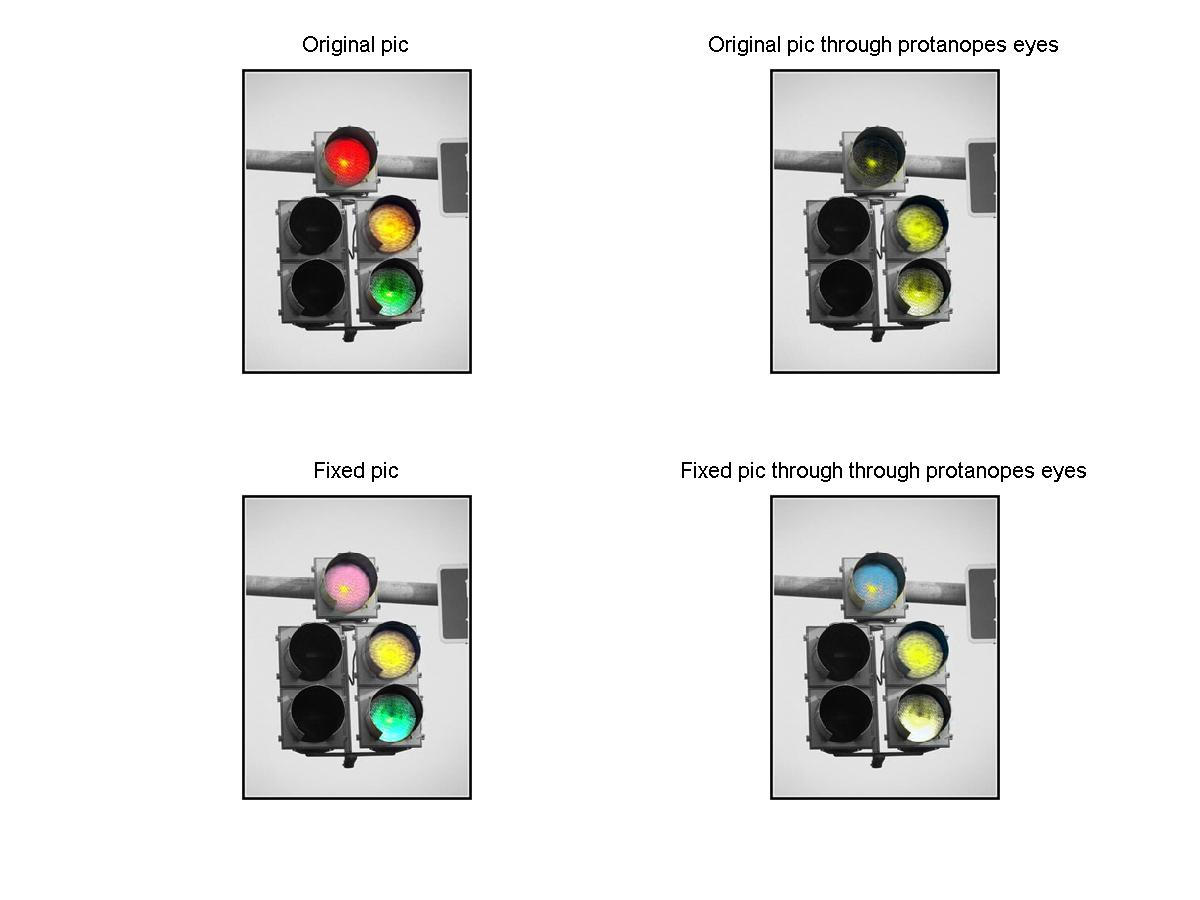 Original pic
Original pic through protanopes eyes
Fixed pic
Fixed pic through through protanopes eyes